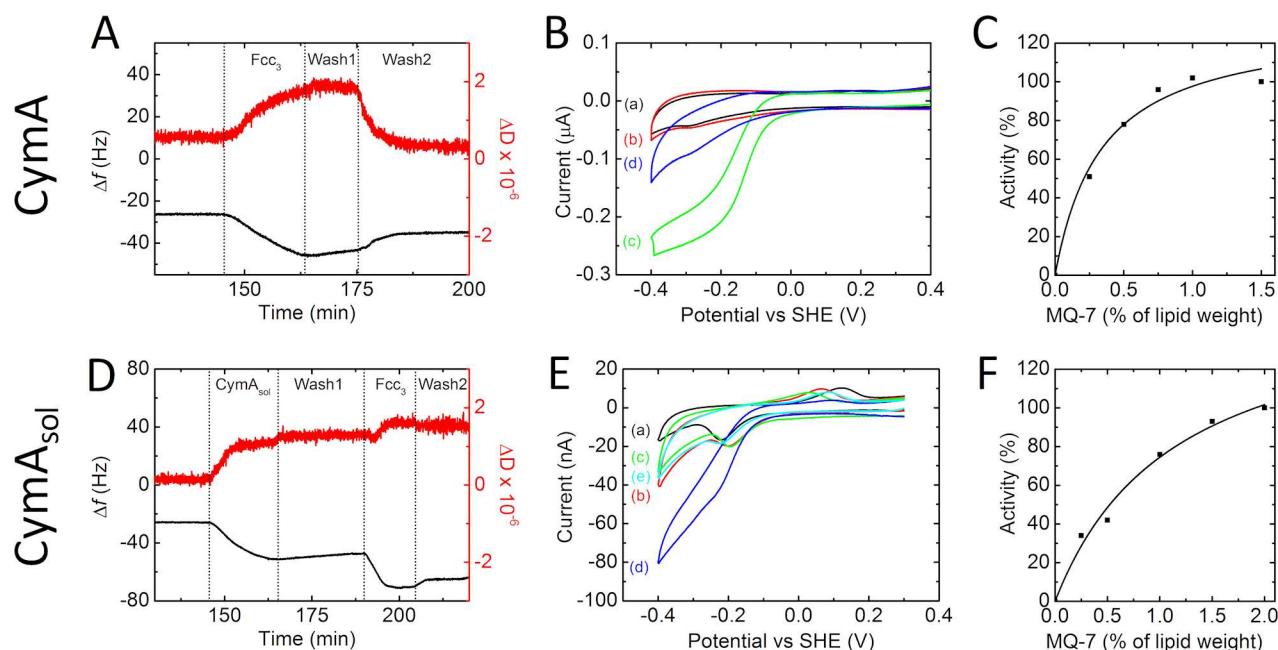 CymA
A
Fcc₃ Wash1 Wash2
Δf (Hz)
40
20
0
-20
-40
ΔD x 10⁻⁶
2
0
-2
150 175 200
Time (min)
B
Current (µA)
0.1
0.0
-0.1
-0.2
-0.3
(a)
(b)
(d)
(c)
-0.4 -0.2 0.0 0.2 0.4
Potential vs SHE (V)
C
Activity (%)
120
100
80
60
40
20
0
0.0 0.5 1.0 1.5
MQ-7 (% of lipid weight)
CymA_sol
D
CymA_sol Wash1 Fcc₃ Wash2
Δf (Hz)
80
40
0
-40
-80
ΔD x 10⁻⁶
2
0
-2
150 175 200
Time (min)
E
Current (nA)
20
0
-20
-40
-60
-80
-100
(a)
(c)
(e)
(b)
(d)
-0.4 -0.2 0.0 0.2
Potential vs SHE (V)
F
Activity (%)
120
100
80
60
40
20
0
0.0 0.5 1.0 1.5 2.0
MQ-7 (% of lipid weight)